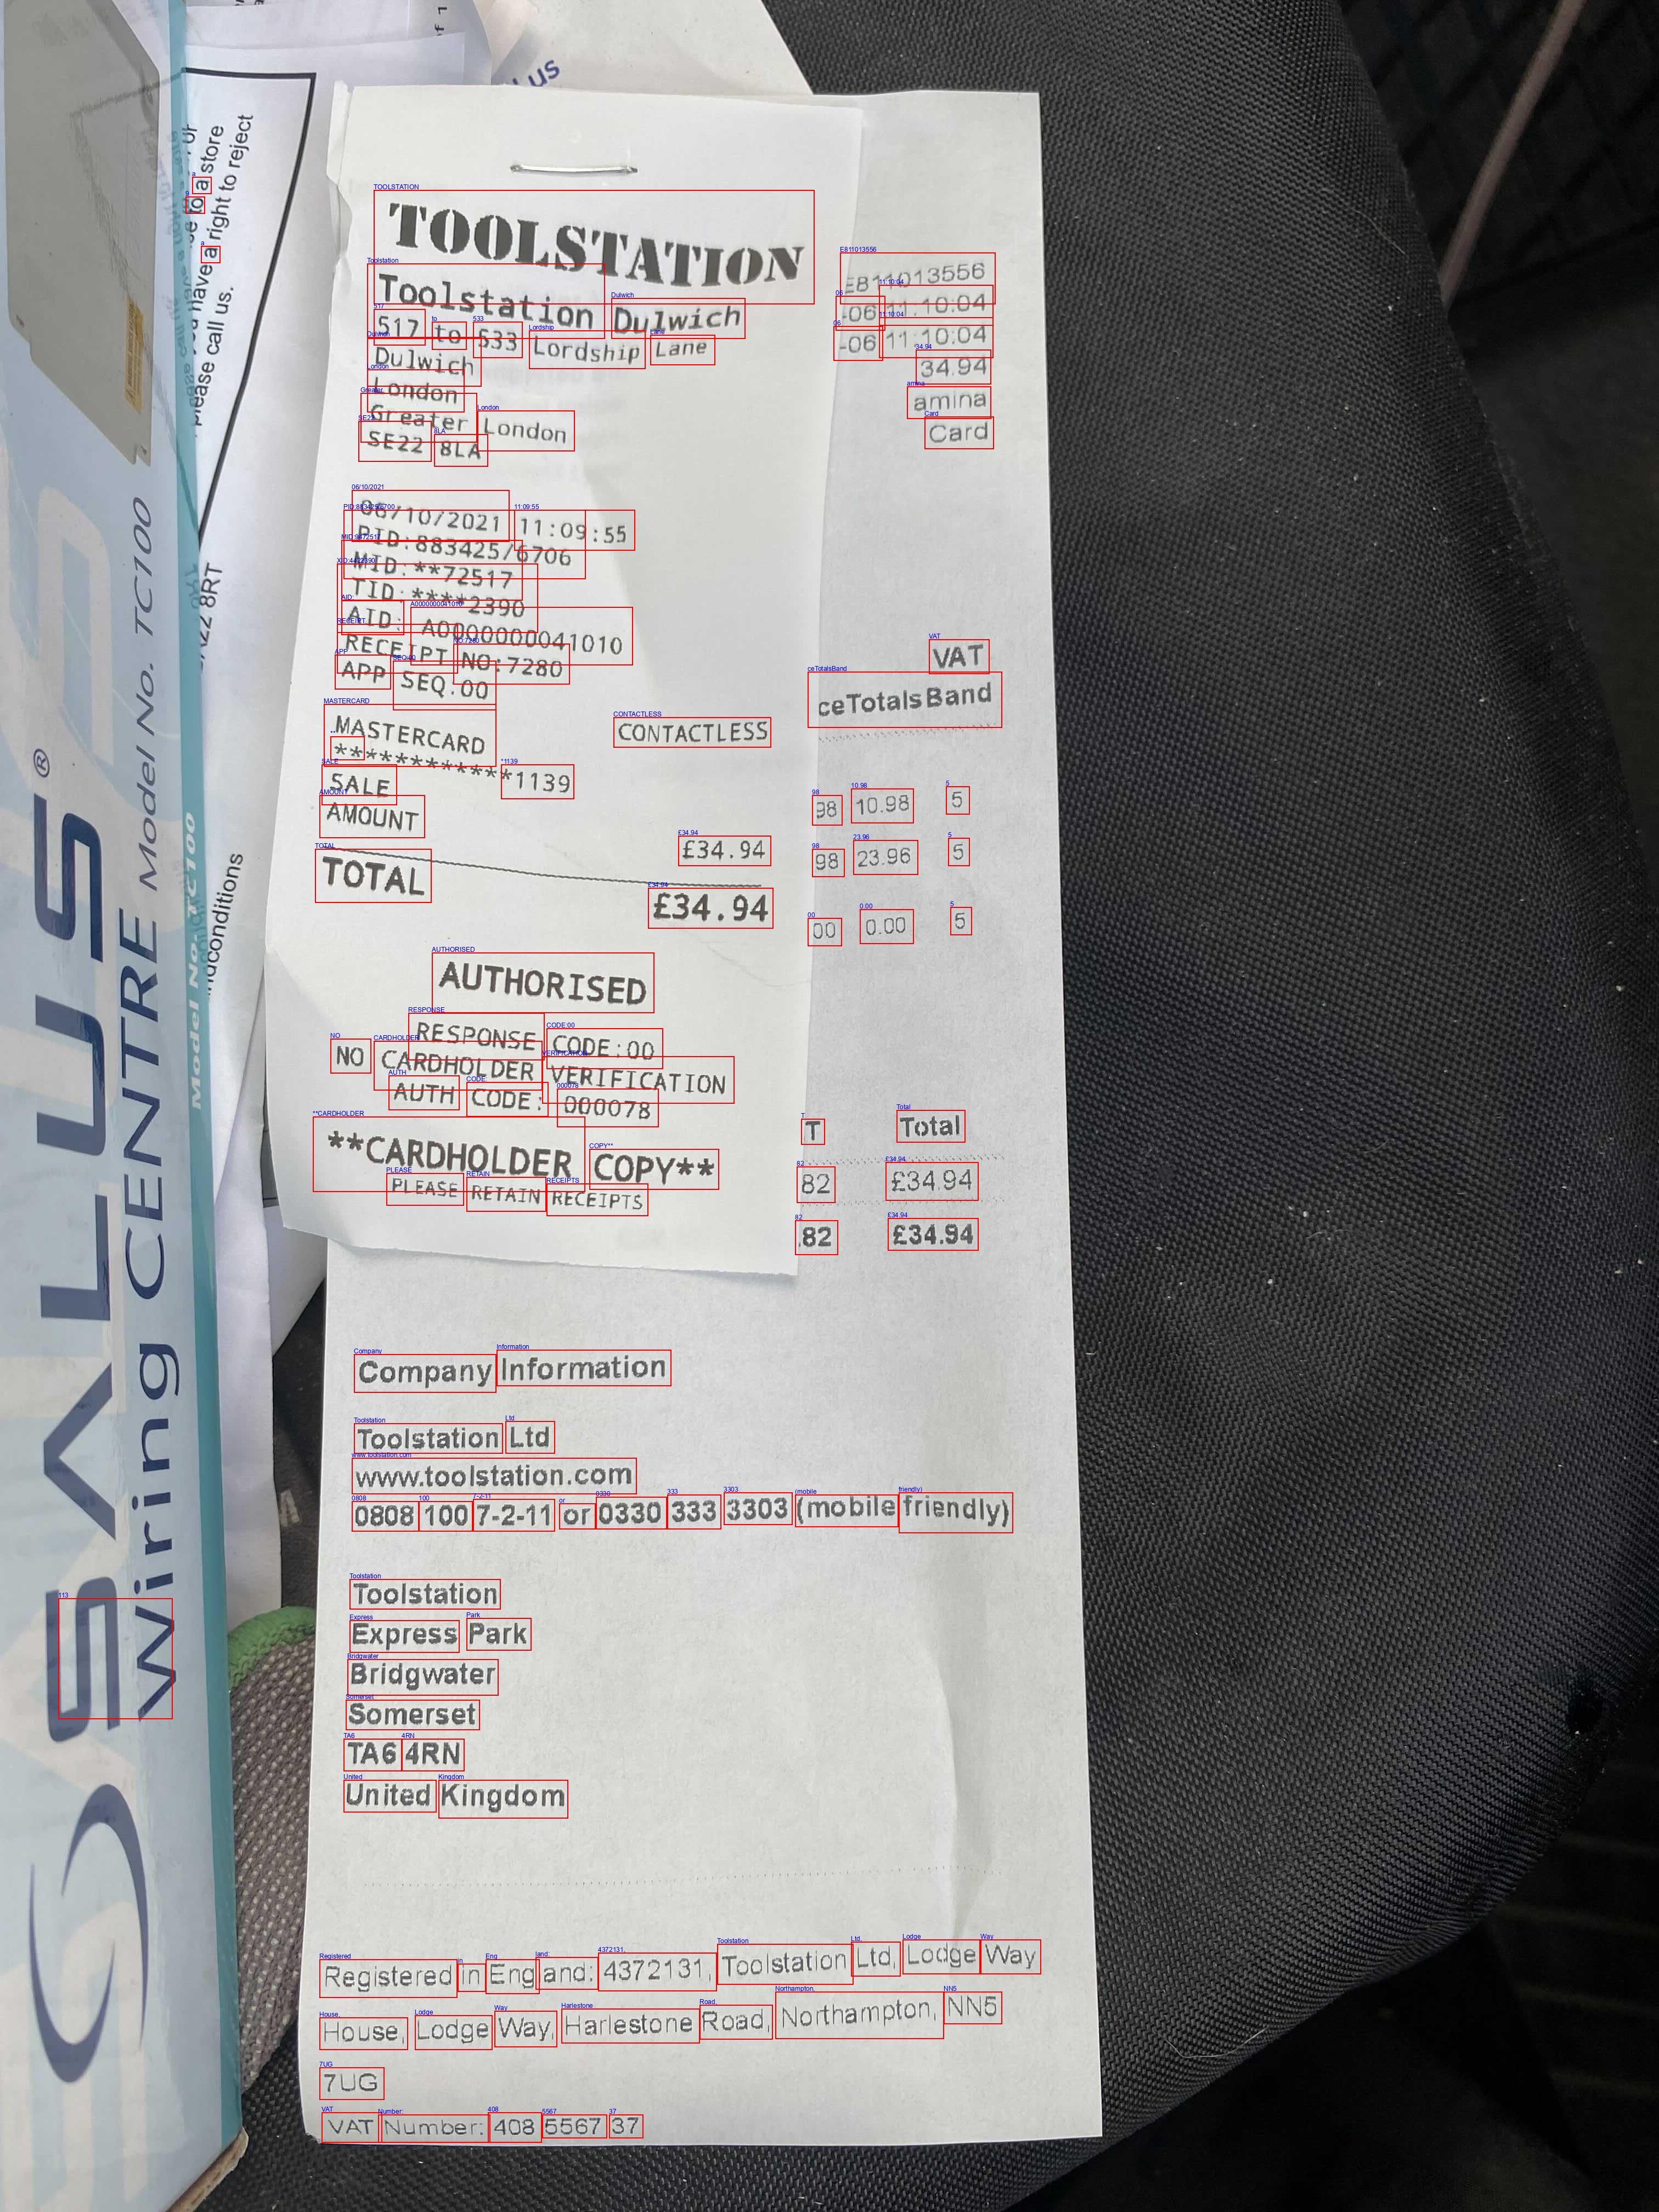 TOOLSTATION
Toolstation Dulwich
517 to 533 Lordship Lane
Dulwich
London
Greater London
SE22 8LA
06/10/2021 11:09:55
PID:883425/6706
MID:**72517
TID:****2390
AID: A0000000041010
RECEIPT NO:7280
APP SEQ.00
MASTERCARD CONTACTLESS
************1139
SALE
AMOUNT £34.94
TOTAL £34.94
AUTHORISED
RESPONSE CODE:00
NO CARDHOLDER VERIFICATION
AUTH CODE: 000078
**CARDHOLDER COPY**
PLEASE RETAIN RECEIPTS
E811013556
-06 11:10:04
-06 11:10:04
34.94
amina
Card
VAT
ceTotalsBand
98 10.98 5
98 23.96 5
00 0.00 5
T Total
82 £34.94
.82 £34.94
Company Information
Toolstation Ltd
www.toolstation.com
0808 100 7-2-11 or 0330 333 3303 (mobile friendly)
Toolstation
Express Park
Bridgwater
Somerset
TA6 4RN
United Kingdom
Registered in England: 4372131, Toolstation Ltd, Lodge Way
House, Lodge Way, Harlestone Road, Northampton, NN5
7UG
VAT Number: 408 5567 37
SALUS®
Wiring CENTRE Model No. TC100
Model No. TC100
to a store
have a right to reject
please call us.
8RT
conditions
lus